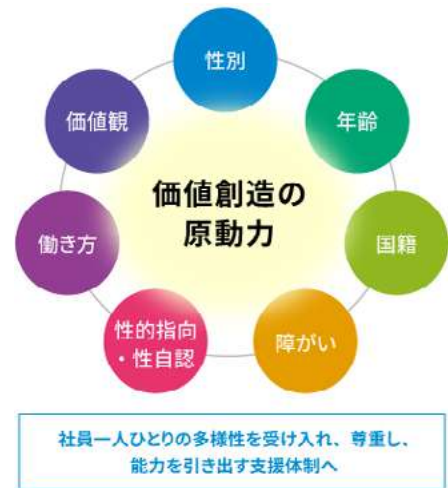 性別
年齢
国籍
障がい
性的指向
・性自認
働き方
価値観
価値創造の
原動力
社員一人ひとりの多様性を受け入れ、尊重し、
能力を引き出す支援体制へ